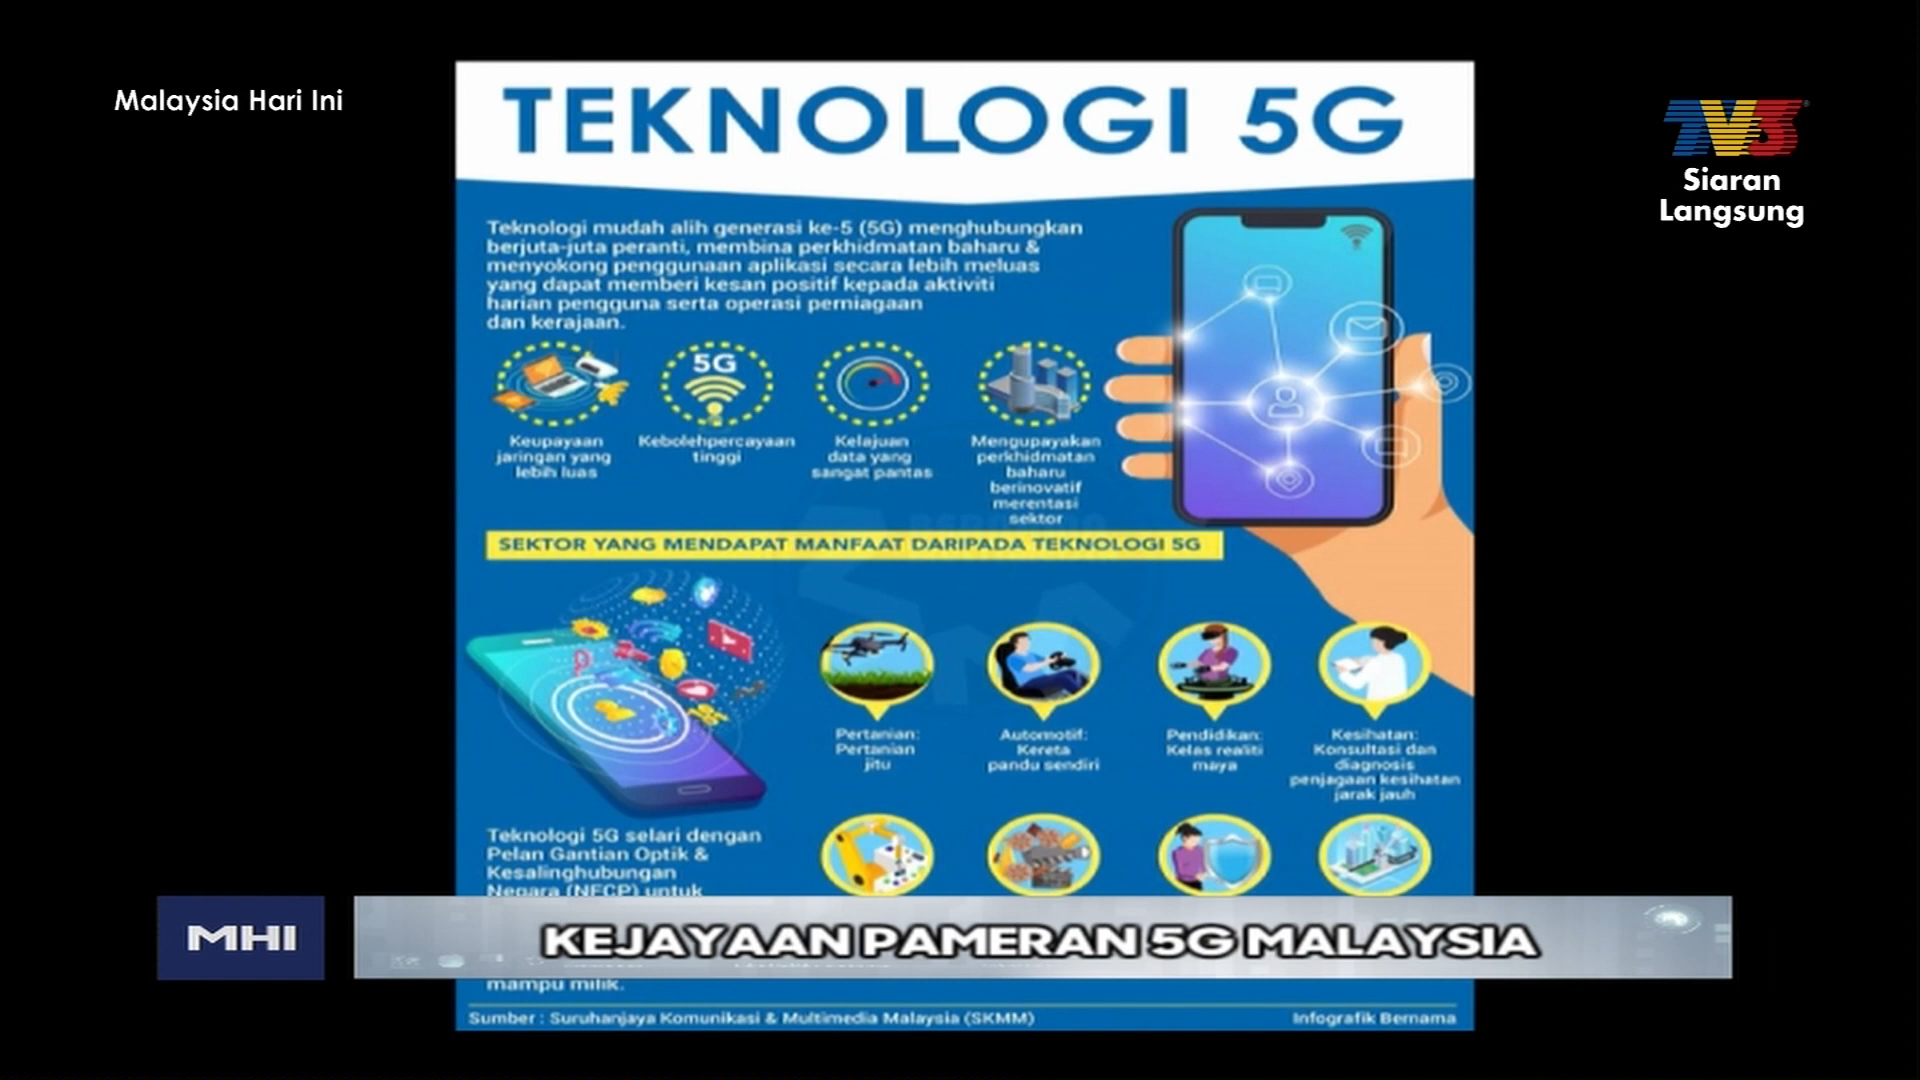 Malaysia Hari Ini
TV3
Siaran
Langsung
TEKNOLOGI 5G
Teknologi mudah alih generasi ke-5 (5G) menghubungkan
berjuta-juta peranti, membina perkhidmatan baharu &
menyokong penggunaan aplikasi secara lebih meluas
yang dapat memberi kesan positif kepada aktiviti
harian pengguna serta operasi perniagaan
dan kerajaan.
5G
Keupayaan
jaringan yang
lebih luas
Kebolehpercayaan
tinggi
Kelajuan
data yang
sangat pantas
Mengupayakan
perkhidmatan
baharu
berinovatif
merentasi
sektor
SEKTOR YANG MENDAPAT MANFAAT DARIPADA TEKNOLOGI 5G
Pertanian:
Pertanian
jitu
Automotif:
Kereta
pandu sendiri
Pendidikan:
Kelas realiti
maya
Kesihatan:
Konsultasi dan
diagnosis
penjagaan kesihatan
jarak jauh
Teknologi 5G selari dengan
Pelan Gantian Optik &
Kesalinghubungan
Negara (NFCP) untuk
MHI
KEJAYAAN PAMERAN 5G MALAYSIA
mampu milik.
Sumber : Suruhanjaya Komunikasi & Multimedia Malaysia (SKMM)
Infografik Bernama